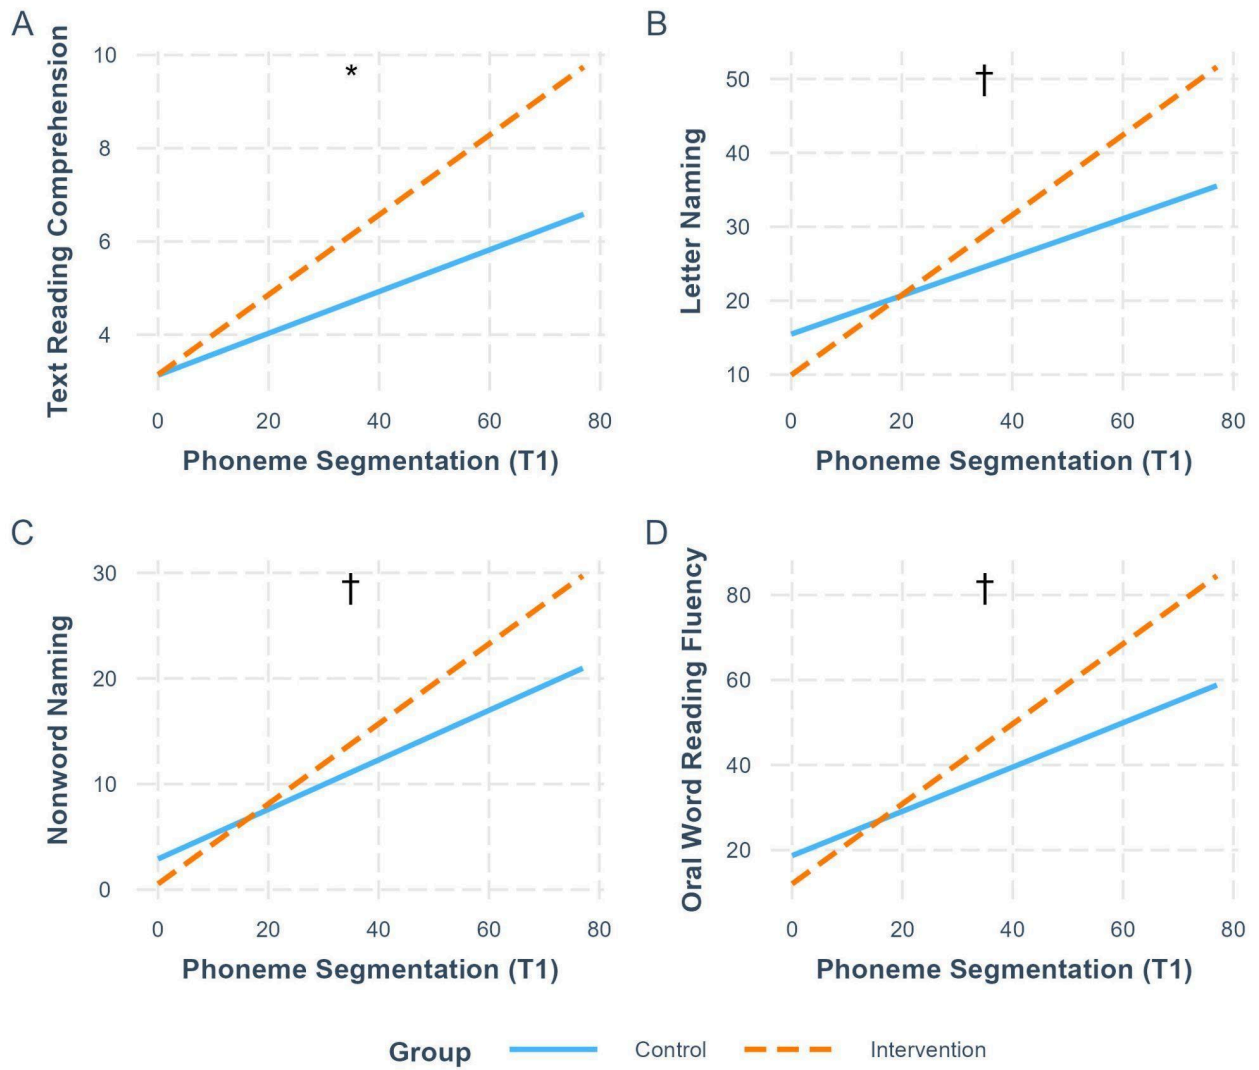 A
Text Reading Comprehension
10
8
6
4
*
0 20 40 60 80
Phoneme Segmentation (T1)
B
Letter Naming
50
40
30
20
10
†
0 20 40 60 80
Phoneme Segmentation (T1)
C
Nonword Naming
30
20
10
0
†
0 20 40 60 80
Phoneme Segmentation (T1)
D
Oral Word Reading Fluency
80
60
40
20
†
0 20 40 60 80
Phoneme Segmentation (T1)
Group Control Intervention